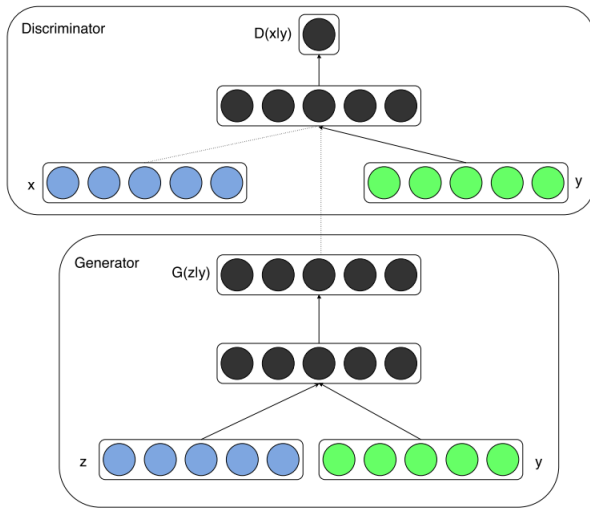 Discriminator
D(x|y)
x
y
Generator
G(z|y)
z
y